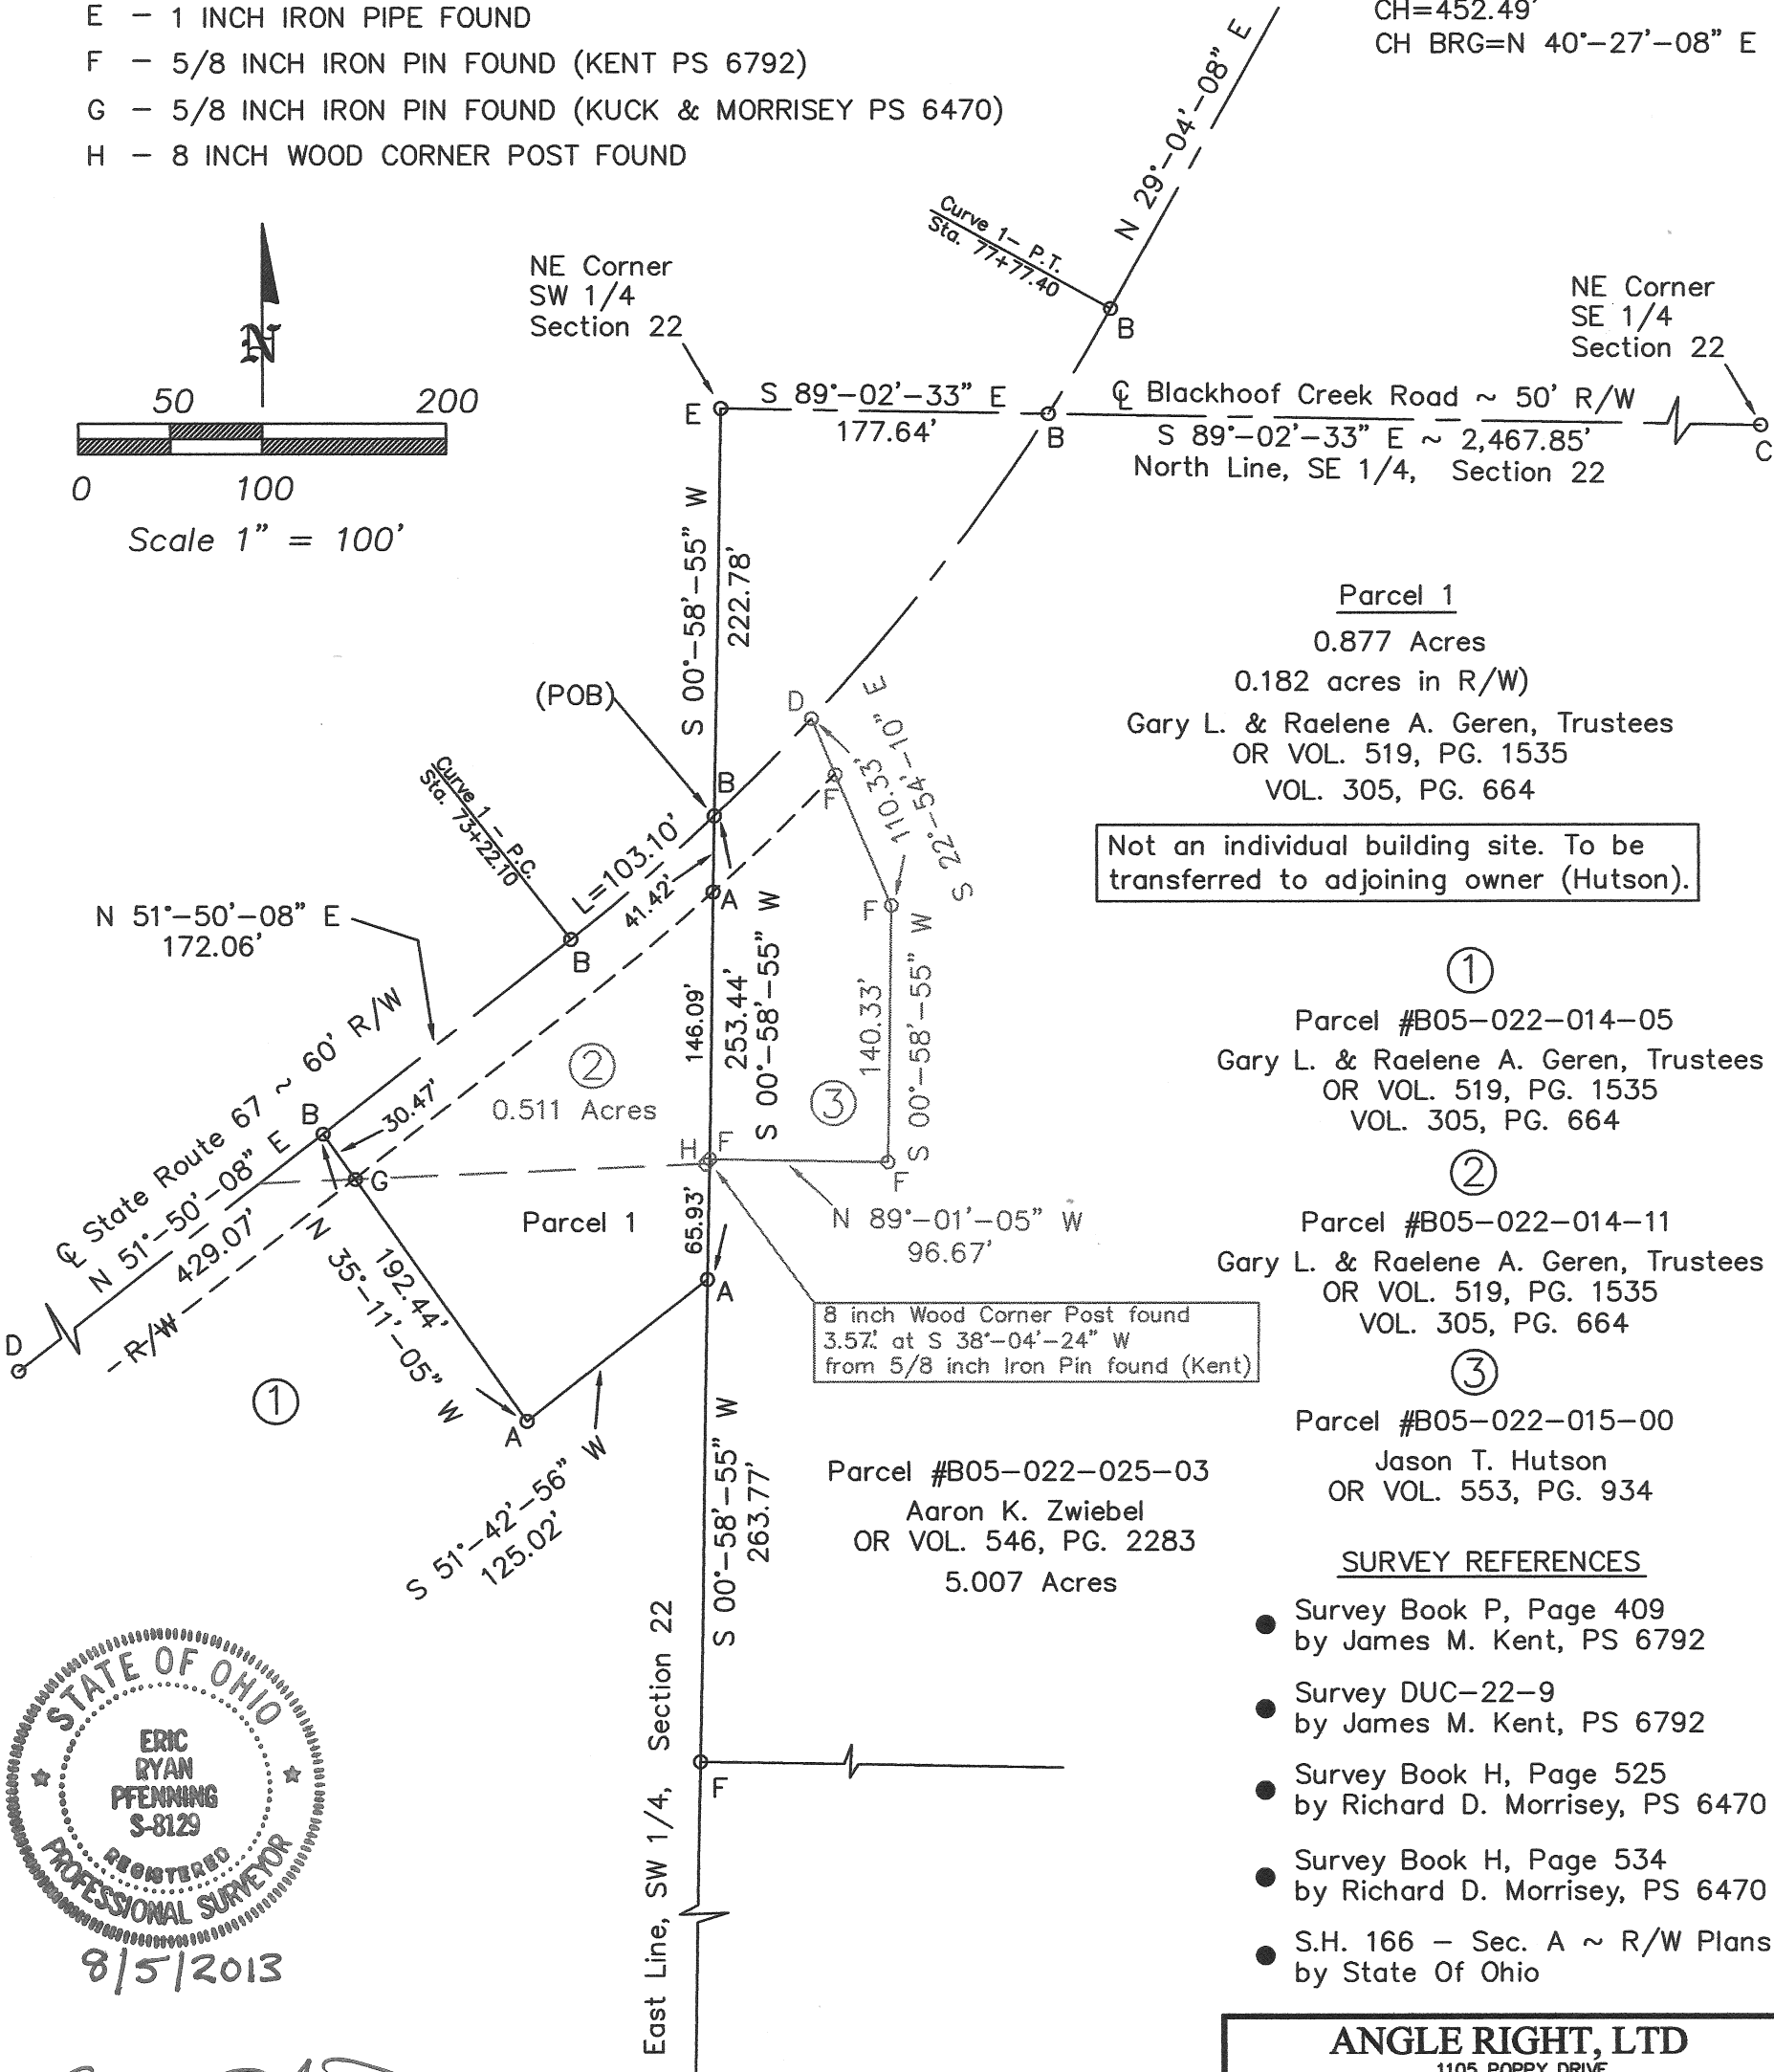 E – 1 INCH IRON PIPE FOUND
F – 5/8 INCH IRON PIN FOUND (KENT PS 6792)
G – 5/8 INCH IRON PIN FOUND (KUCK & MORRISEY PS 6470)
H – 8 INCH WOOD CORNER POST FOUND
CH=452.49'
CH BRG=N 40°-27'-08" E
N 29°-04'-08" E
Curve 1- P.T.
Sta. 77+77.40
B
NE Corner
SW 1/4
Section 22
NE Corner
SE 1/4
Section 22
N
50 200
0 100
Scale 1" = 100'
E
S 89°-02'-33" E
177.64'
B
℄ Blackhoof Creek Road ~ 50' R/W
S 89°-02'-33" E ~ 2,467.85'
North Line, SE 1/4, Section 22
C
S 00°-58'-55" W
222.78'
(POB)
B
D
F
S 22°-54'-10" E
110.33'
F
Curve 1 - P.C.
Sta. 73+22.10
B
L=103.10'
41.42'
A
N 51°-50'-08" E
172.06'
146.09'
253.44'
S 00°-58'-55" W
140.33'
S 00°-58'-55" W
2
0.511 Acres
3
℄ State Route 67 ~ 60' R/W
N 51°-50'-08" E
429.07'
B
30.47'
G
H
F
F
Parcel 1
65.93'
N 89°-01'-05" W
96.67'
A
D
-R/W
192.44'
N 35°-11'-05" W
1
A
S 51°-42'-56" W
125.02'
8 inch Wood Corner Post found
3.57' at S 38°-04'-24" W
from 5/8 inch Iron Pin found (Kent)
S 00°-58'-55" W
263.77'
Parcel #B05-022-025-03
Aaron K. Zwiebel
OR VOL. 546, PG. 2283
5.007 Acres
F
East Line, SW 1/4, Section 22
Parcel 1
0.877 Acres
0.182 acres in R/W)
Gary L. & Raelene A. Geren, Trustees
OR VOL. 519, PG. 1535
VOL. 305, PG. 664
Not an individual building site. To be
transferred to adjoining owner (Hutson).
1
Parcel #B05-022-014-05
Gary L. & Raelene A. Geren, Trustees
OR VOL. 519, PG. 1535
VOL. 305, PG. 664
2
Parcel #B05-022-014-11
Gary L. & Raelene A. Geren, Trustees
OR VOL. 519, PG. 1535
VOL. 305, PG. 664
3
Parcel #B05-022-015-00
Jason T. Hutson
OR VOL. 553, PG. 934
SURVEY REFERENCES
● Survey Book P, Page 409
by James M. Kent, PS 6792
● Survey DUC-22-9
by James M. Kent, PS 6792
● Survey Book H, Page 525
by Richard D. Morrisey, PS 6470
● Survey Book H, Page 534
by Richard D. Morrisey, PS 6470
● S.H. 166 – Sec. A ~ R/W Plans
by State Of Ohio
STATE OF OHIO
ERIC
RYAN
PFENNING
S-8129
REGISTERED
PROFESSIONAL SURVEYOR
8/5/2013
ANGLE RIGHT, LTD
1105 POPPY DRIVE